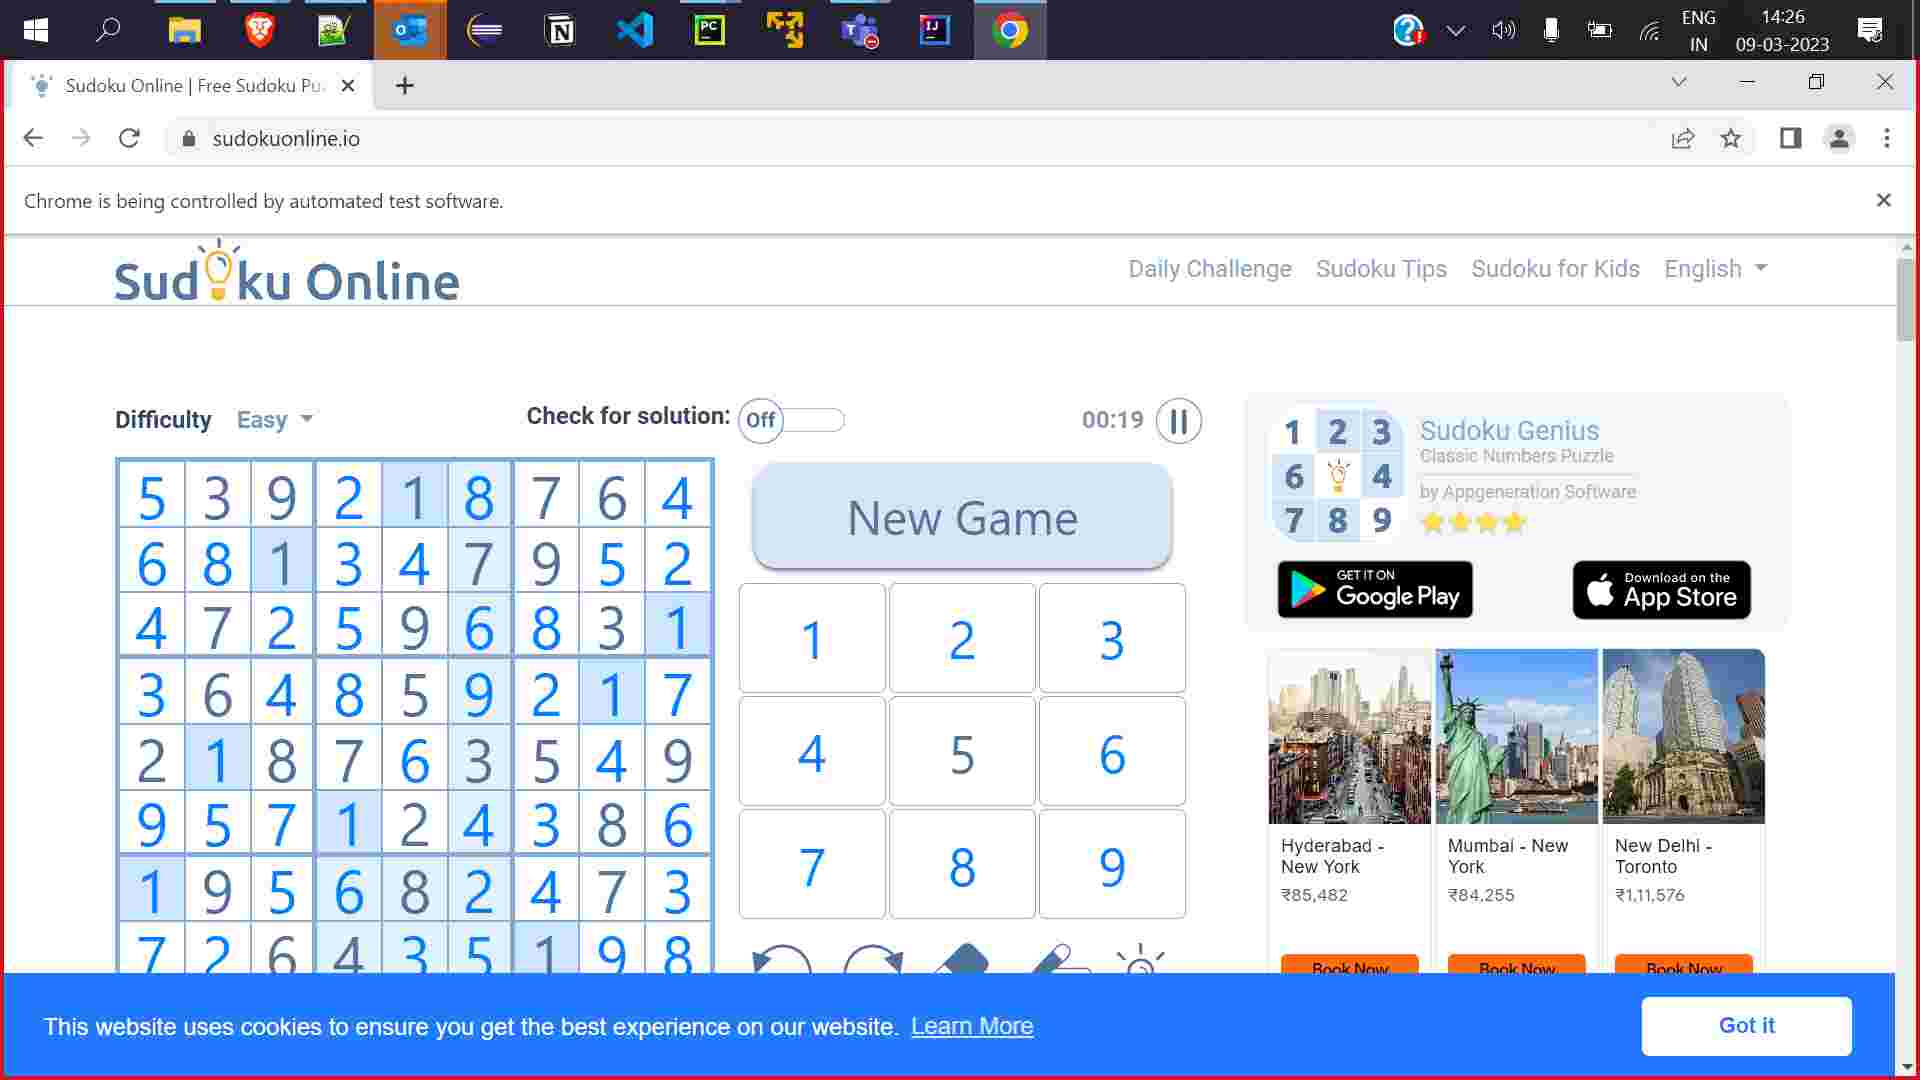 ENG
IN
14:26
09-03-2023
Sudoku Online | Free Sudoku Pu
sudokuonline.io
Chrome is being controlled by automated test software.
Sudoku Online
Daily Challenge Sudoku Tips Sudoku for Kids English
Difficulty Easy
Check for solution: Off
00:19
5 3 9 2 1 8 7 6 4
6 8 1 3 4 7 9 5 2
4 7 2 5 9 6 8 3 1
3 6 4 8 5 9 2 1 7
2 1 8 7 6 3 5 4 9
9 5 7 1 2 4 3 8 6
1 9 5 6 8 2 4 7 3
7 2 6 4 3 5 1 9 8
New Game
1 2 3
4 5 6
7 8 9
1 2 3
6 4
7 8 9
Sudoku Genius
Classic Numbers Puzzle
by Appgeneration Software
GET IT ON
Google Play
Download on the
App Store
Hyderabad -
New York
₹85,482
Book Now
Mumbai - New
York
₹84,255
Book Now
New Delhi -
Toronto
₹1,11,576
Book Now
This website uses cookies to ensure you get the best experience on our website. Learn More
Got it